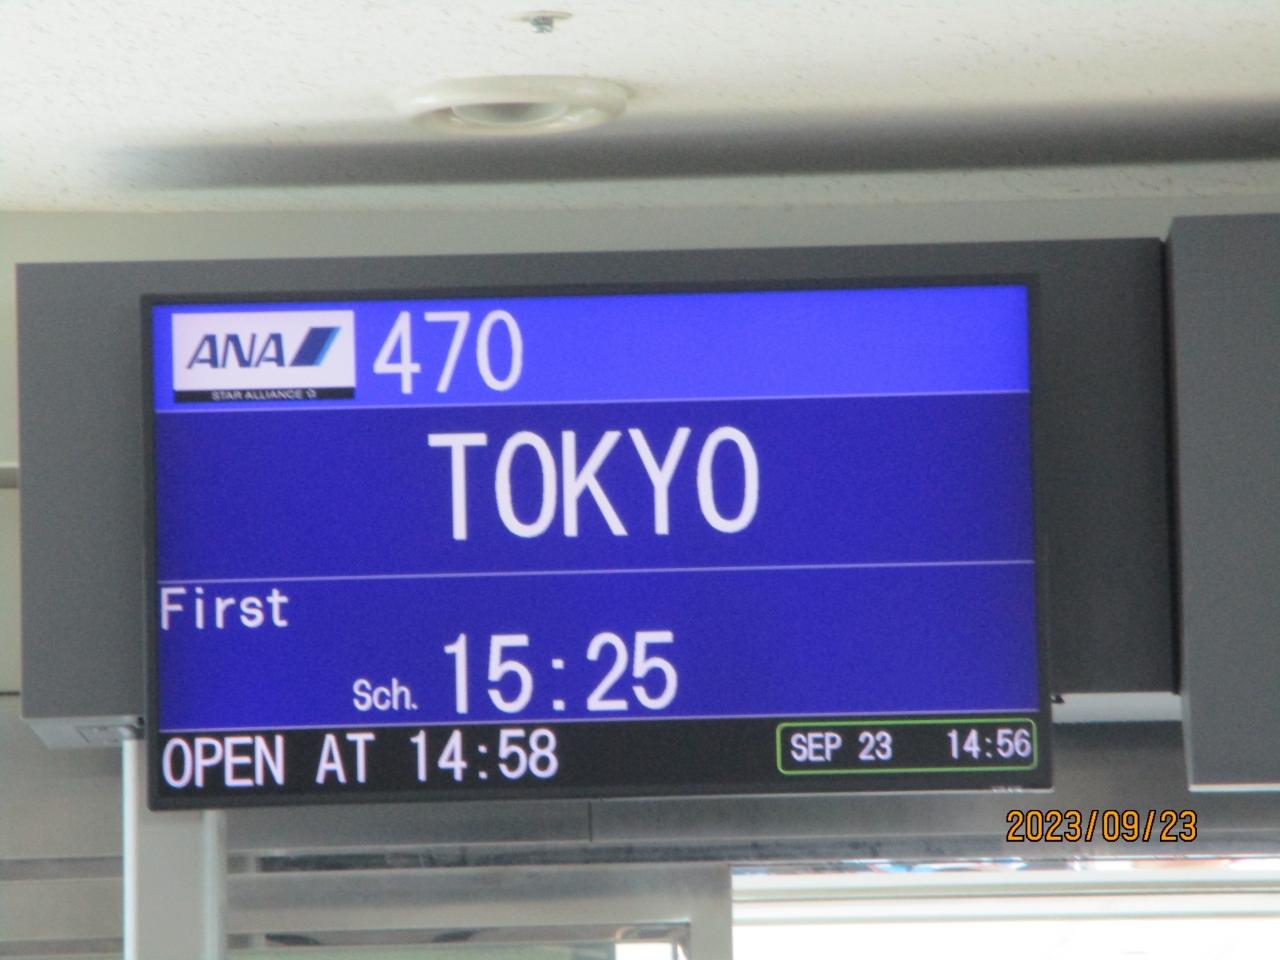 ANA 470
STAR ALLIANCE
TOKYO
First
Sch. 15:25
OPEN AT 14:58
SEP 23 14:56
2023/09/23